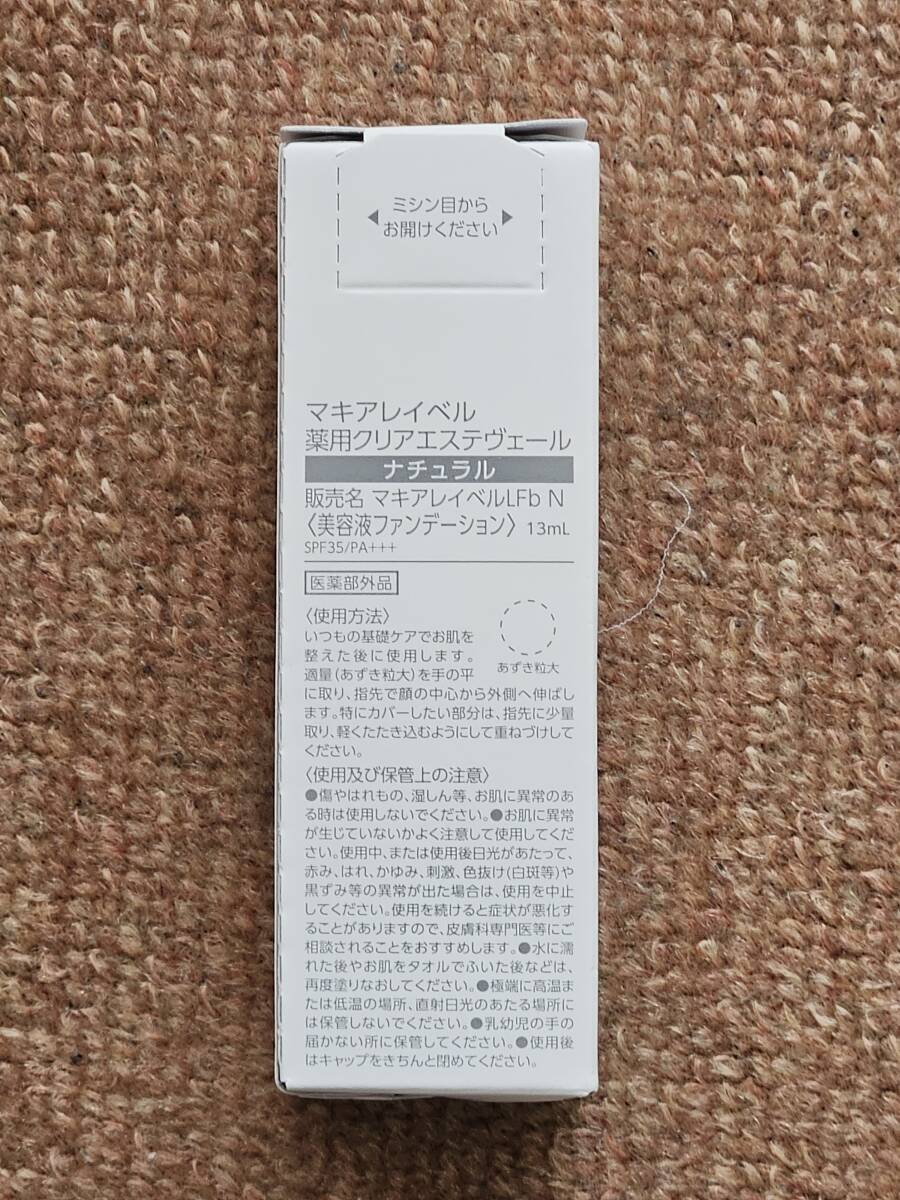 ミシン目から
お開けください
マキアレイベル
薬用クリアエステヴェール
ナチュラル
販売名 マキアレイベルLFb N
〈美容液ファンデーション〉 13mL
SPF35/PA+++
医薬部外品
〈使用方法〉
いつもの基礎ケアでお肌を
整えた後に使用します。
適量(あずき粒大)を手の平
あずき粒大
に取り、指先で顔の中心から外側へ伸ばし
ます。特にカバーしたい部分は、指先に少量
取り、軽くたたき込むようにして重ねづけして
ください。
〈使用及び保管上の注意〉
●傷やはれもの、湿しん等、お肌に異常のあ
る時は使用しないでください。●お肌に異常
が生じていないかよく注意して使用してくだ
さい。使用中、または使用後日光があたって、
赤み、はれ、かゆみ、刺激、色抜け(白斑等)や
黒ずみ等の異常が出た場合は、使用を中止
してください。使用を続けると症状が悪化す
ることがありますので、皮膚科専門医等にご
相談されることをおすすめします。●水に濡
れた後やお肌をタオルでふいた後などは、
再度塗りなおしてください。●極端に高温ま
たは低温の場所、直射日光のあたる場所に
は保管しないでください。●乳幼児の手の
届かない所に保管してください。●使用後
はキャップをきちんと閉めてください。